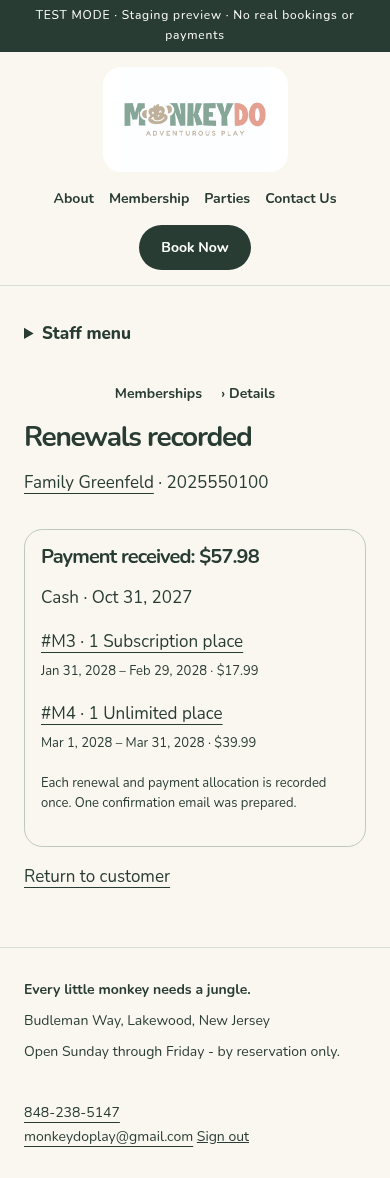 TEST MODE · Staging preview · No real bookings or
payments
MONKEYDO
ADVENTUROUS PLAY
About Membership Parties Contact Us
Book Now
Staff menu
Memberships › Details
Renewals recorded
Family Greenfeld · 2025550100
Payment received: $57.98
Cash · Oct 31, 2027
#M3 · 1 Subscription place
Jan 31, 2028 – Feb 29, 2028 · $17.99
#M4 · 1 Unlimited place
Mar 1, 2028 – Mar 31, 2028 · $39.99
Each renewal and payment allocation is recorded
once. One confirmation email was prepared.
Return to customer
Every little monkey needs a jungle.
Budleman Way, Lakewood, New Jersey
Open Sunday through Friday - by reservation only.
848-238-5147
monkeydoplay@gmail.com Sign out